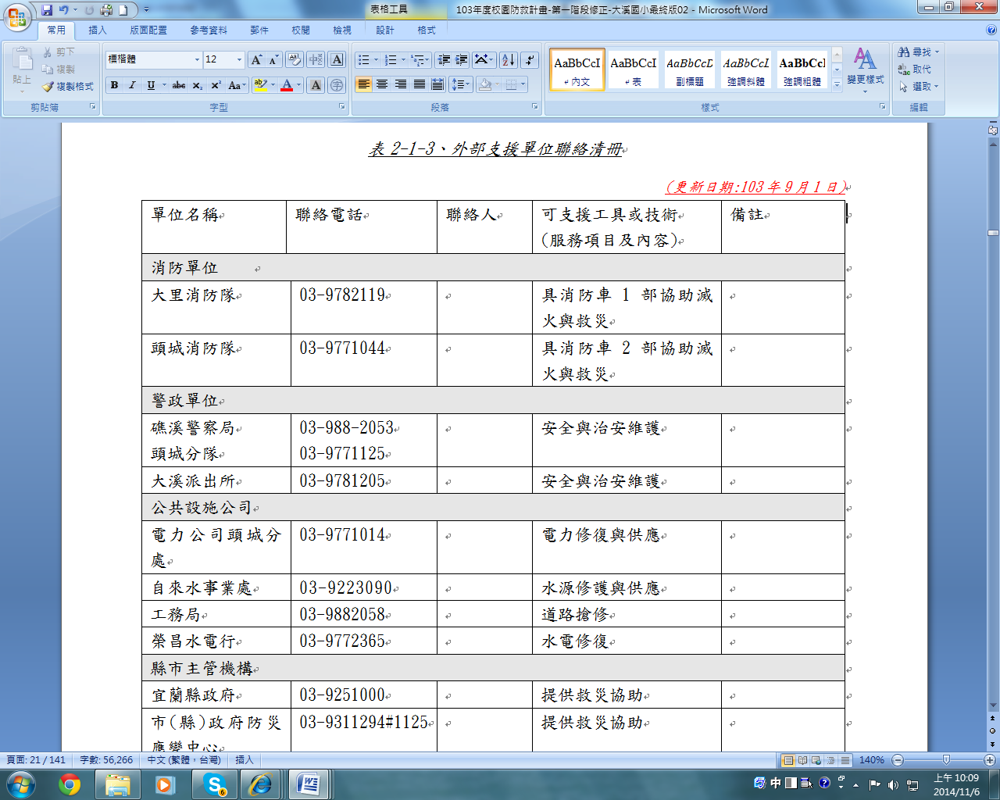 表格工具
103年度校園防救計畫-第一階段修正-大溪國小最終版02 - Microsoft Word
常用 插入 版面配置 參考資料 郵件 校閱 檢視 設計 格式
貼上
剪下
複製
複製格式
剪貼簿
標楷體 12
字型
段落
AaBbCcI AaBbCcI AaBbCcD AaBbCcL AaBbCcI
內文 表 副標題 強調斜體 強調粗體
變更樣式
樣式
尋找
取代
選取
編輯
表 2-1-3、外部支援單位聯絡清冊
(更新日期:103 年 9 月 1 日)
單位名稱 聯絡電話 聯絡人 可支援工具或技術 備註
(服務項目及內容)
消防單位
大里消防隊 03-9782119 具消防車 1 部協助滅
火與救災
頭城消防隊 03-9771044 具消防車 2 部協助滅
火與救災
警政單位
礁溪警察局 03-988-2053 安全與治安維護
頭城分隊 03-9771125
大溪派出所 03-9781205 安全與治安維護
公共設施公司
電力公司頭城分 03-9771014 電力修復與供應
處
自來水事業處 03-9223090 水源修護與供應
工務局 03-9882058 道路搶修
榮昌水電行 03-9772365 水電修復
縣市主管機構
宜蘭縣政府 03-9251000 提供救災協助
市(縣)政府防災 03-9311294#1125 提供救災協助
應變中心
頁面: 21 / 141 字數: 56,266 中文 (繁體，台灣) 插入 140%
中
上午 10:09
2014/11/6